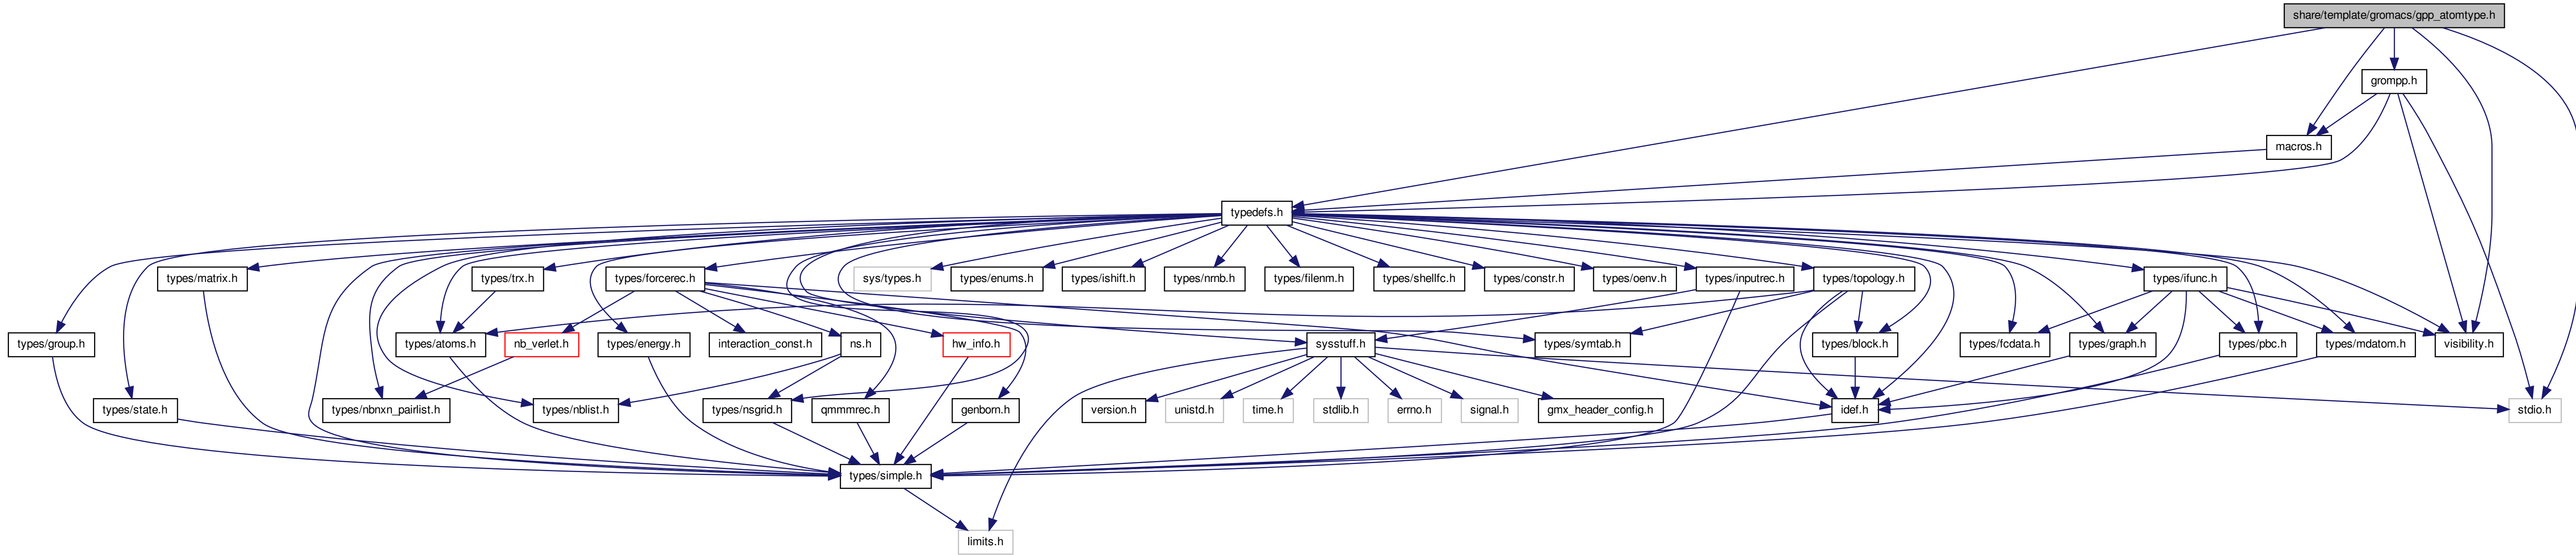 share/template/gromacs/gpp_atomtype.h
grompp.h
macros.h
typedefs.h
types/matrix.h
types/trx.h
types/forcerec.h
sys/types.h
types/enums.h
types/ishift.h
types/nrnb.h
types/filenm.h
types/shellfc.h
types/constr.h
types/oenv.h
types/inputrec.h
types/topology.h
types/ifunc.h
types/group.h
types/atoms.h
nb_verlet.h
types/energy.h
interaction_const.h
ns.h
hw_info.h
sysstuff.h
types/symtab.h
types/block.h
types/fcdata.h
types/graph.h
types/pbc.h
types/mdatom.h
visibility.h
types/state.h
types/nbnxn_pairlist.h
types/nblist.h
types/nsgrid.h
qmmmrec.h
genborn.h
version.h
unistd.h
time.h
stdlib.h
errno.h
signal.h
gmx_header_config.h
idef.h
stdio.h
types/simple.h
limits.h